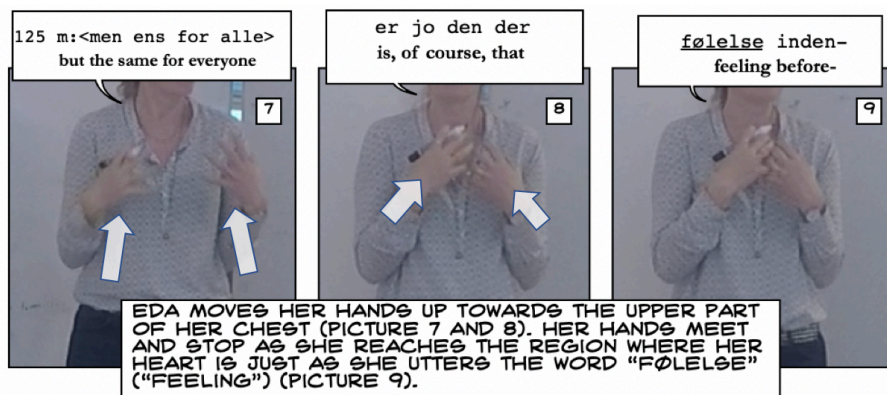 125 m:<men ens for alle>
but the same for everyone
7
er jo den der
is, of course, that
8
følelse inden-
feeling before-
9
EDA MOVES HER HANDS UP TOWARDS THE UPPER PART
OF HER CHEST (PICTURE 7 AND 8). HER HANDS MEET
AND STOP AS SHE REACHES THE REGION WHERE HER
HEART IS JUST AS SHE UTTERS THE WORD "FØLELSE"
("FEELING") (PICTURE 9).